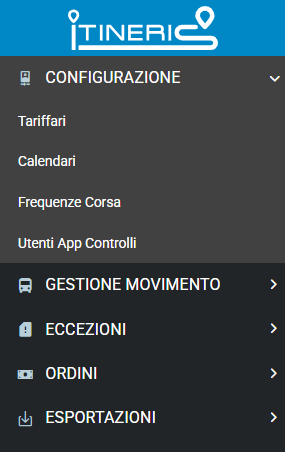 iTINERIS
CONFIGURAZIONE
Tariffari
Calendari
Frequenze Corsa
Utenti App Controlli
GESTIONE MOVIMENTO
ECCEZIONI
ORDINI
ESPORTAZIONI